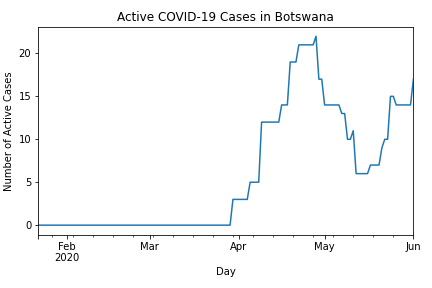 Active COVID-19 Cases in Botswana
Number of Active Cases
20
15
10
5
0
Feb
2020
Mar
Apr
May
Jun
Day